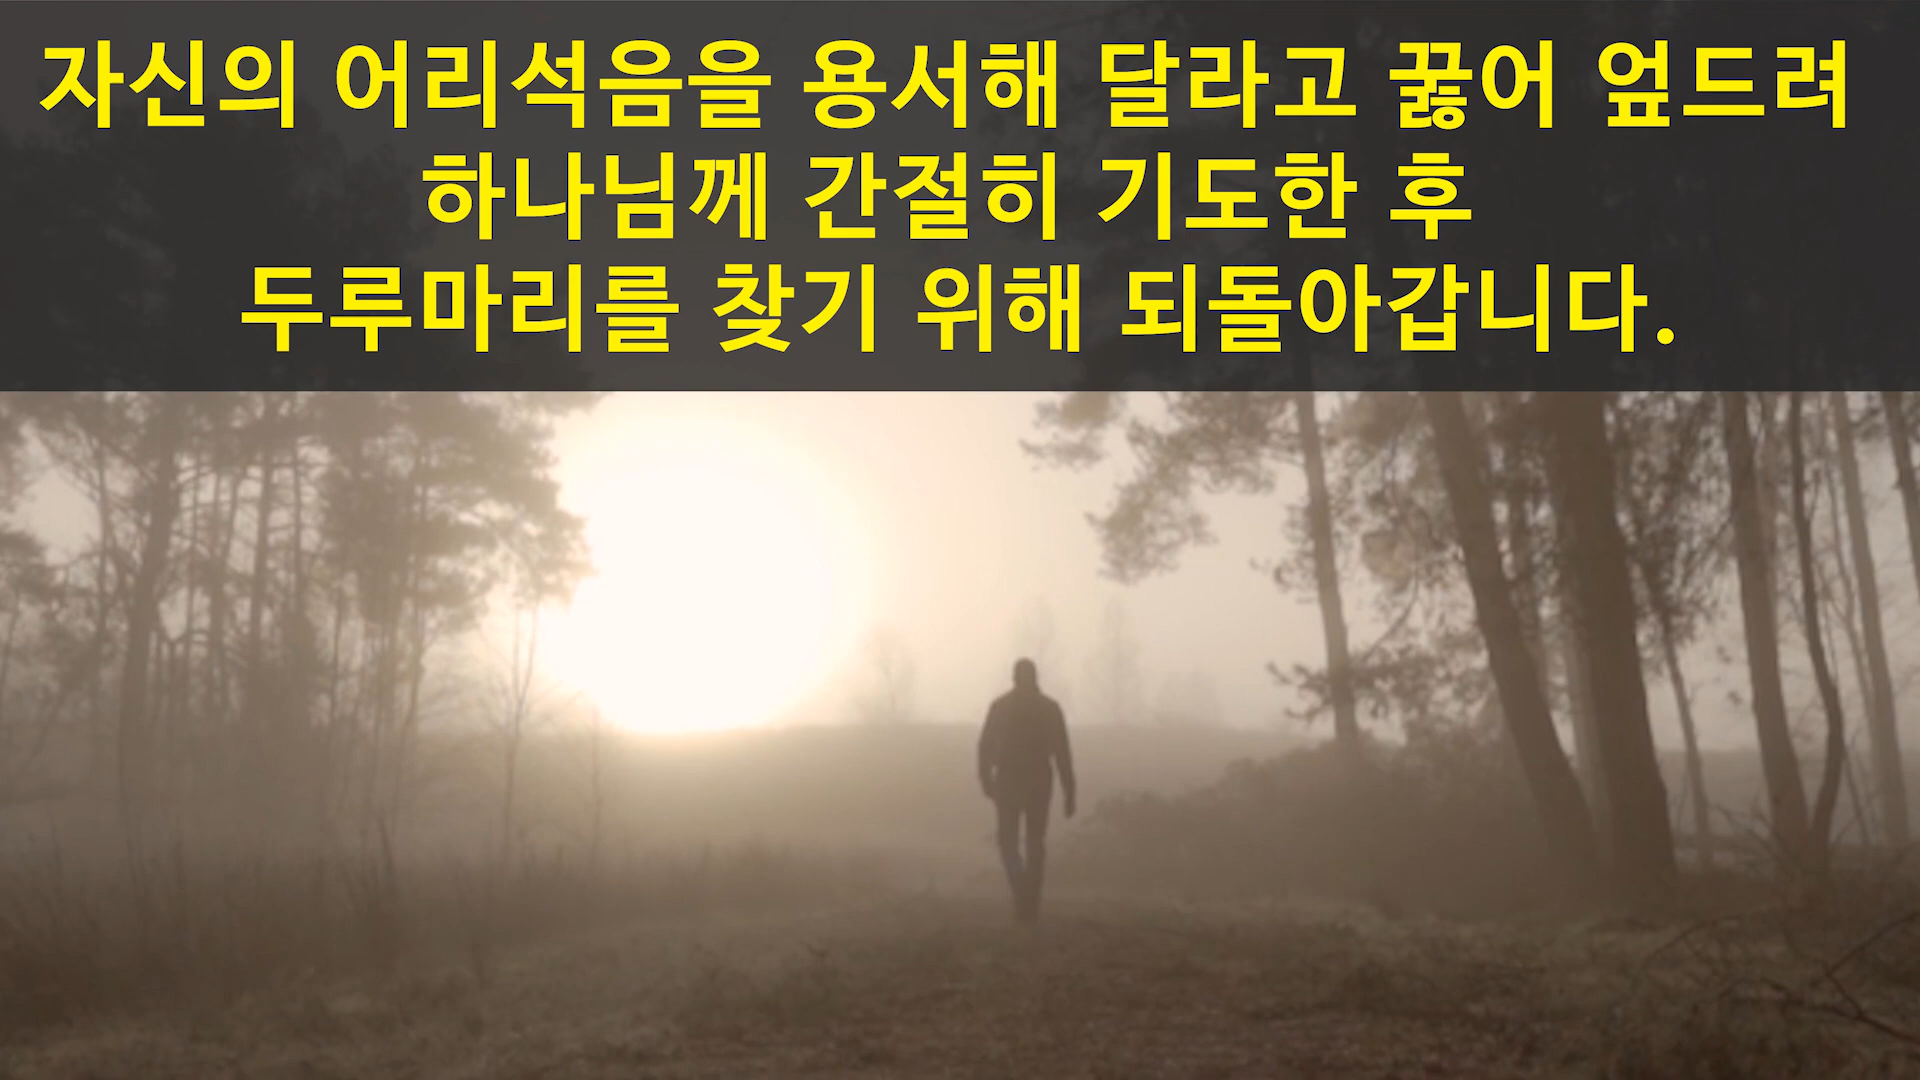 자신의 어리석음을 용서해 달라고 꿇어 엎드려
하나님께 간절히 기도한 후
두루마리를 찾기 위해 되돌아갑니다.